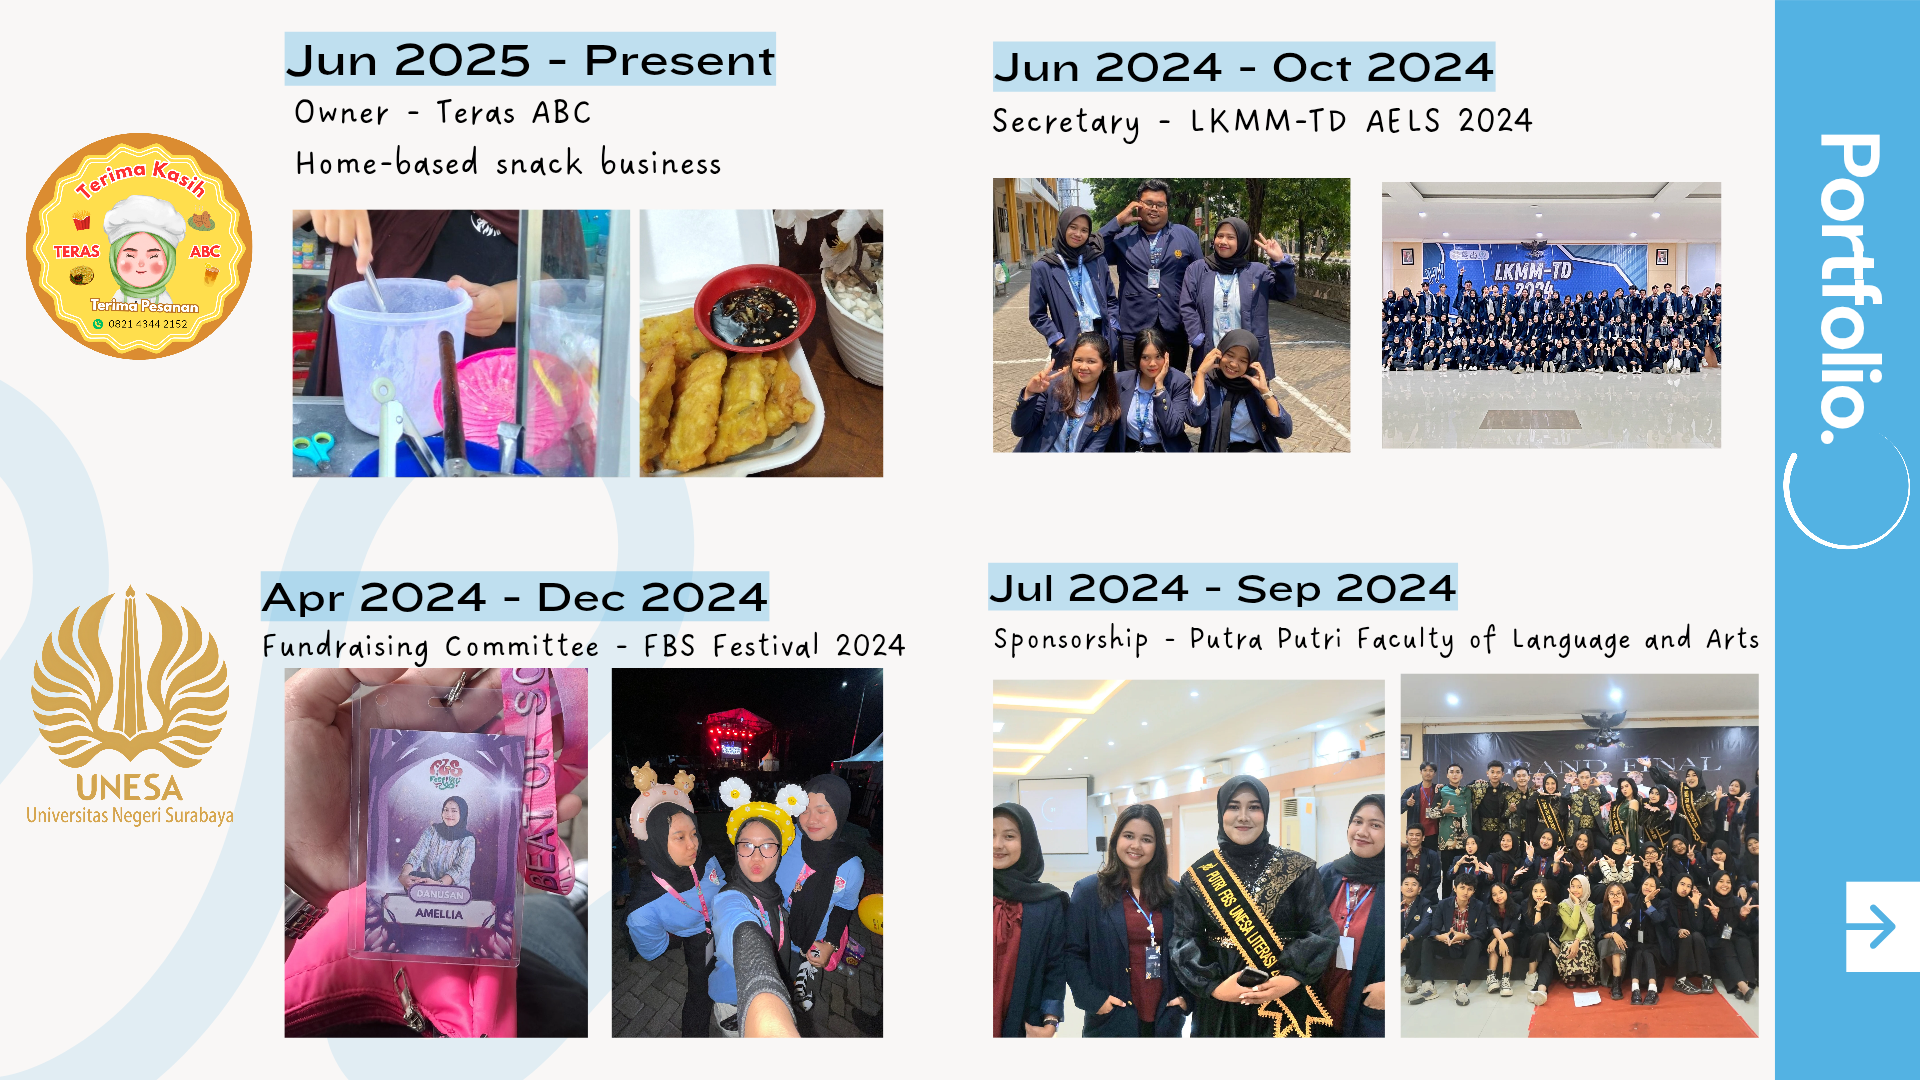 Jun 2025 - Present
Owner - Teras ABC
Home-based snack business
Terima Kasih
TERAS ABC
Terima Pesanan
0821 4344 2152
Jun 2024 - Oct 2024
Secretary - LKMM-TD AELS 2024
LKMM-TD
2024
Apr 2024 - Dec 2024
Fundraising Committee - FBS Festival 2024
UNESA
Universitas Negeri Surabaya
FBS
Festival
DANUSAN
AMELLIA
BEAT OF SO
Jul 2024 - Sep 2024
Sponsorship - Putra Putri Faculty of Language and Arts
PUTRI FBS UNESA LITERASI
GRAND FINAL
Portfolio.